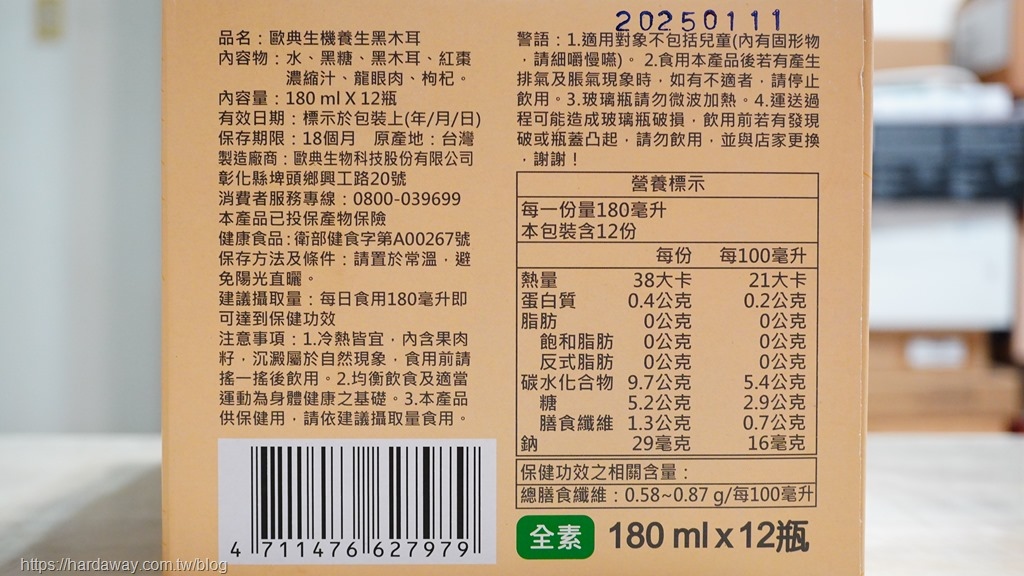 品名：歐典生機養生黑木耳
內容物：水、黑糖、黑木耳、紅棗
濃縮汁、龍眼肉、枸杞。
內容量：180 ml X 12瓶
有效日期：標示於包裝上(年/月/日)
保存期限：18個月　原產地：台灣
製造廠商：歐典生物科技股份有限公司
彰化縣埤頭鄉興工路20號
消費者服務專線：0800-039699
本產品已投保產物保險
健康食品：衛部健食字第A00267號
保存方法及條件：請置於常溫，避
免陽光直曬。
建議攝取量：每日食用180毫升即
可達到保健功效
注意事項：1.冷熱皆宜，內含果肉
籽，沉澱屬於自然現象，食用前請
搖一搖後飲用。2.均衡飲食及適當
運動為身體健康之基礎。3.本產品
供保健用，請依建議攝取量食用。
4 711476 627979
20250111
警語：1.適用對象不包括兒童(內有固形物
，請細嚼慢嚥)。2.食用本產品後若有產生
排氣及脹氣現象時，如有不適者，請停止
飲用。3.玻璃瓶請勿微波加熱。4.運送過
程可能造成玻璃瓶破損，飲用前若有發現
破或瓶蓋凸起，請勿飲用，並與店家更換
，謝謝！
營養標示
每一份量180毫升
本包裝含12份
每份　每100毫升
熱量　38大卡　21大卡
蛋白質　0.4公克　0.2公克
脂肪　0公克　0公克
飽和脂肪　0公克　0公克
反式脂肪　0公克　0公克
碳水化合物　9.7公克　5.4公克
糖　5.2公克　2.9公克
膳食纖維　1.3公克　0.7公克
鈉　29毫克　16毫克
保健功效之相關含量：
總膳食纖維：0.58~0.87 g/每100毫升
全素　180 ml x 12瓶
https://hardaway.com.tw/blog